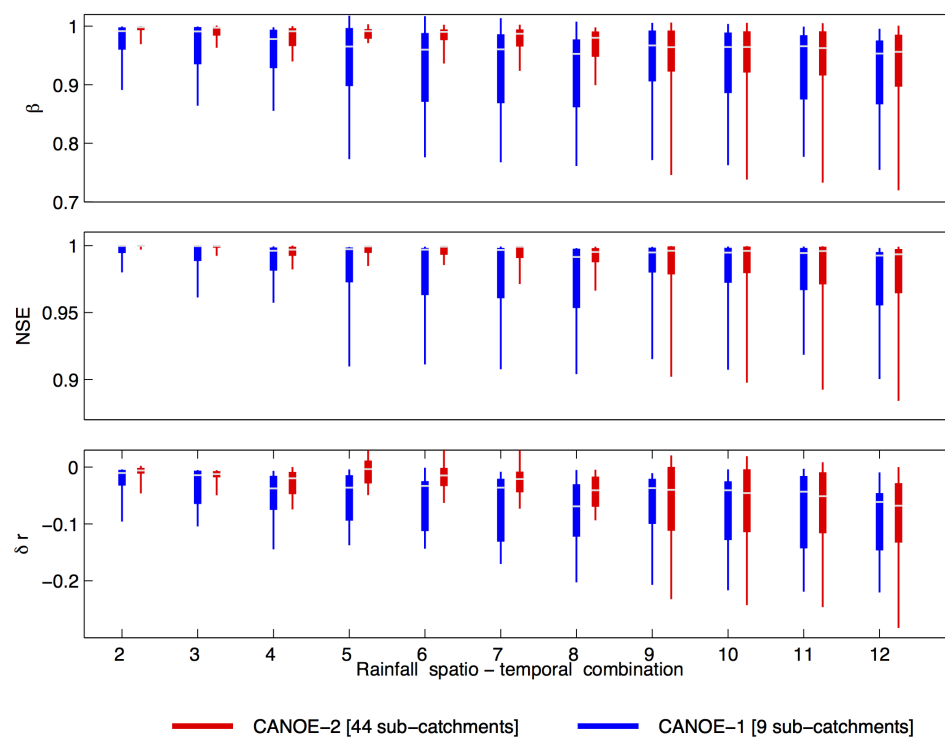 1
0.9
β
0.8
0.7
1
0.95
NSE
0.9
−0
−0.1
δ r
−0.2
2 3 4 5 6 7 8 9 10 11 12
Rainfall spatio − temporal combination
CANOE−2 [44 sub−catchments] CANOE−1 [9 sub−catchments]